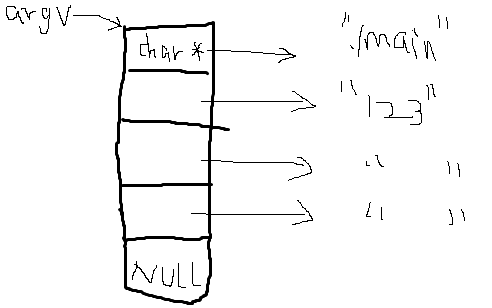 argv
char * "./main"
"123"
" "
" "
NULL